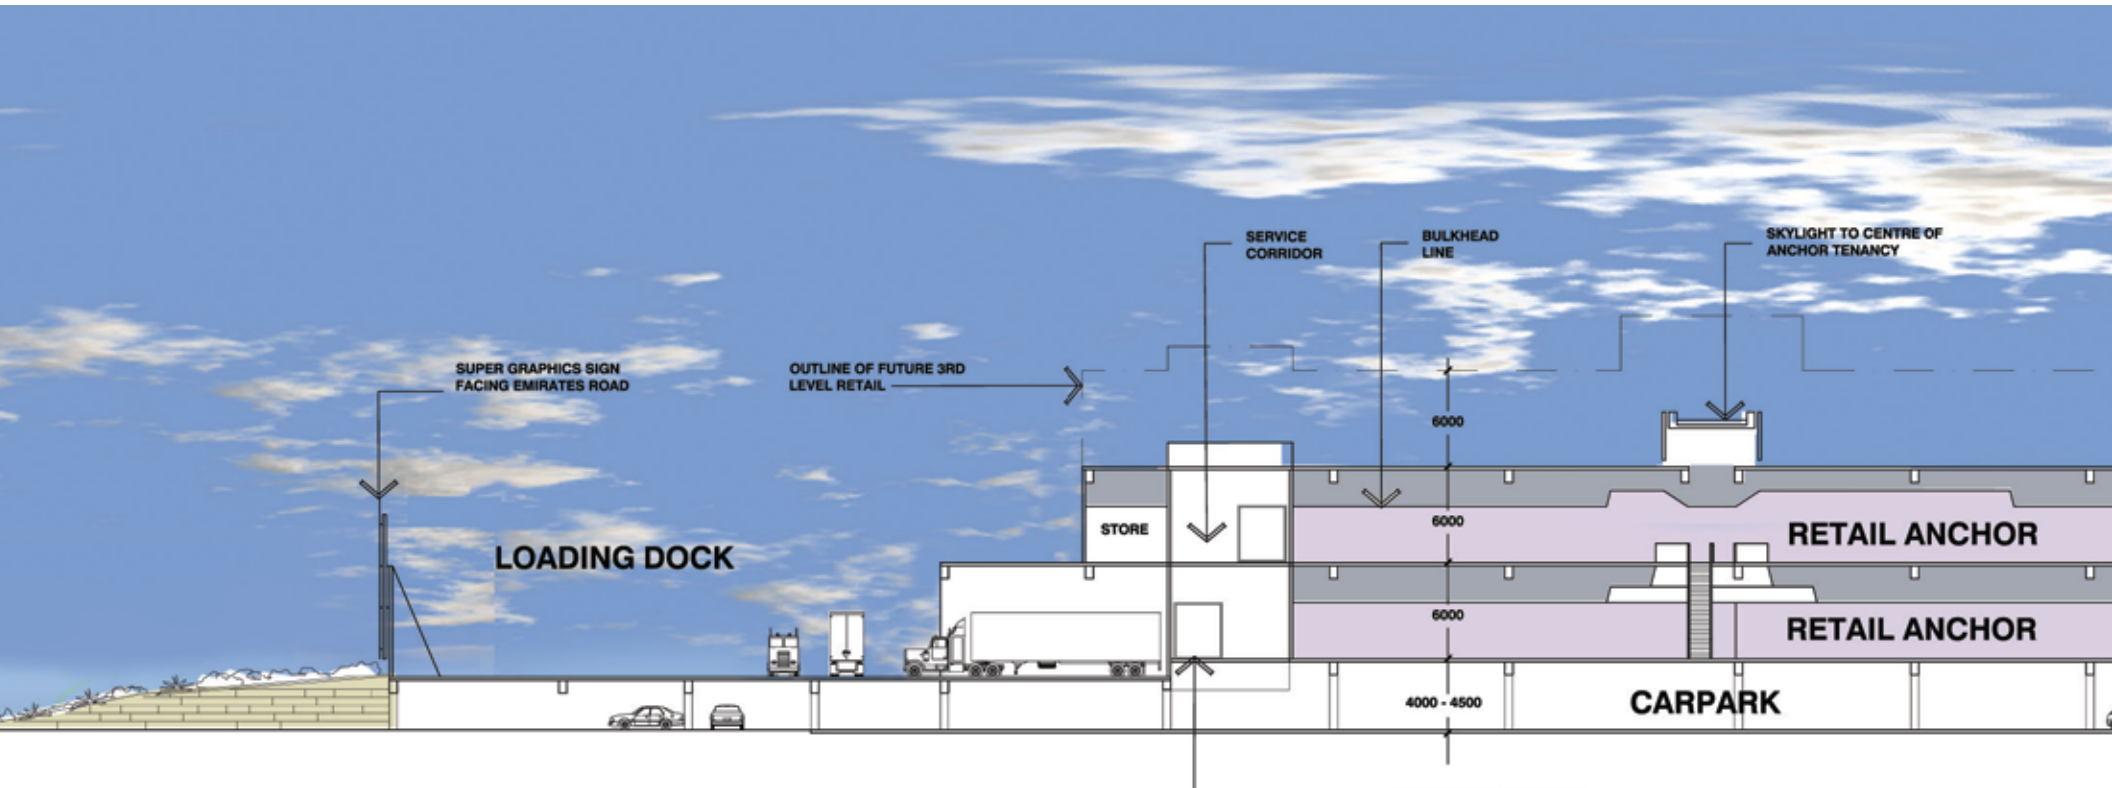 SERVICE
CORRIDOR
BULKHEAD
LINE
SKYLIGHT TO CENTRE OF
ANCHOR TENANCY
SUPER GRAPHICS SIGN
FACING EMIRATES ROAD
OUTLINE OF FUTURE 3RD
LEVEL RETAIL
6000
LOADING DOCK
STORE
6000
RETAIL ANCHOR
6000
RETAIL ANCHOR
4000 - 4500
CARPARK